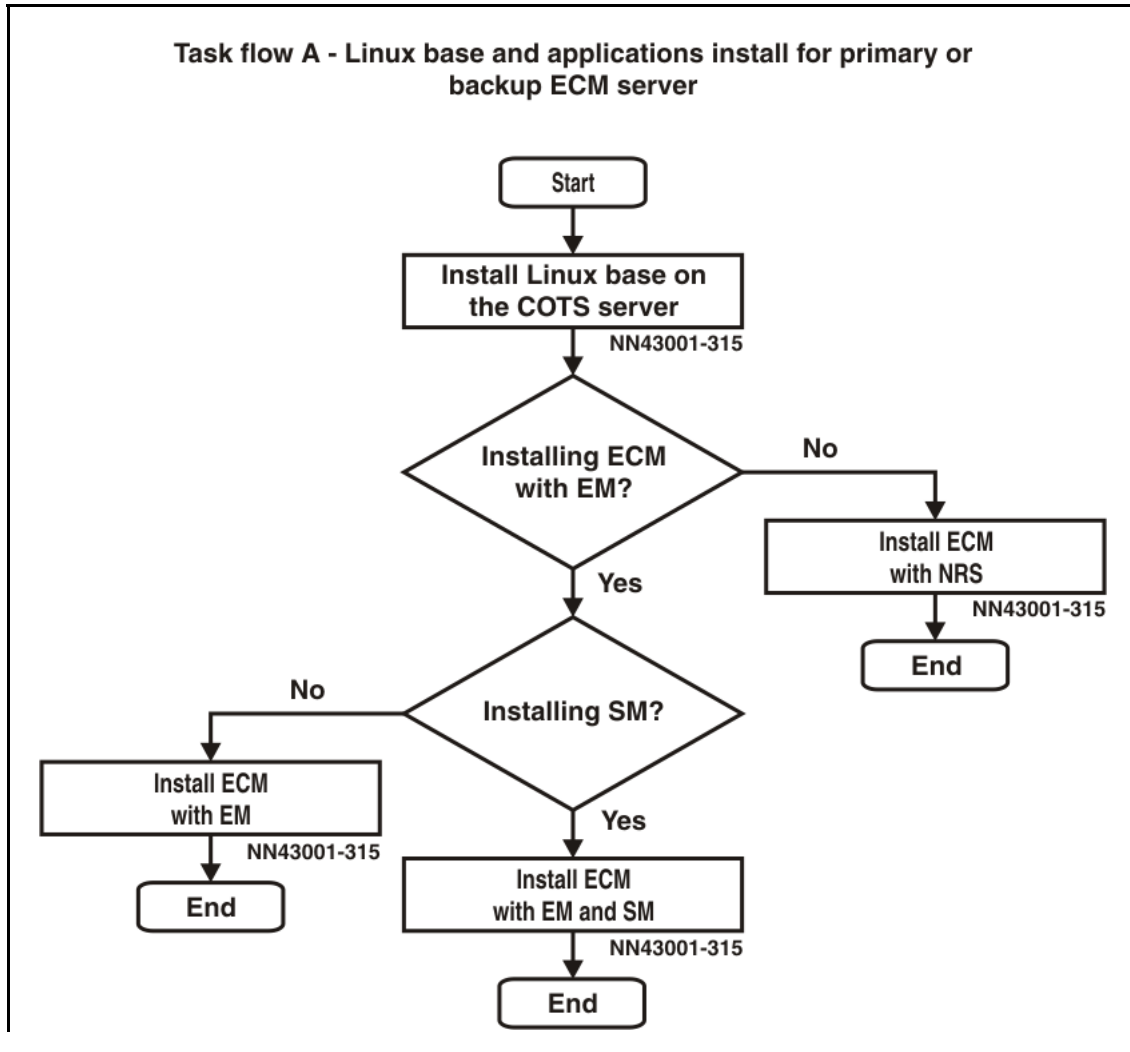 Task flow A - Linux base and applications install for primary or
backup ECM server
Start
Install Linux base on
the COTS server
NN43001-315
Installing ECM
with EM?
No
Install ECM
with NRS
NN43001-315
End
Yes
Installing SM?
No
Install ECM
with EM
NN43001-315
End
Yes
Install ECM
with EM and SM
NN43001-315
End